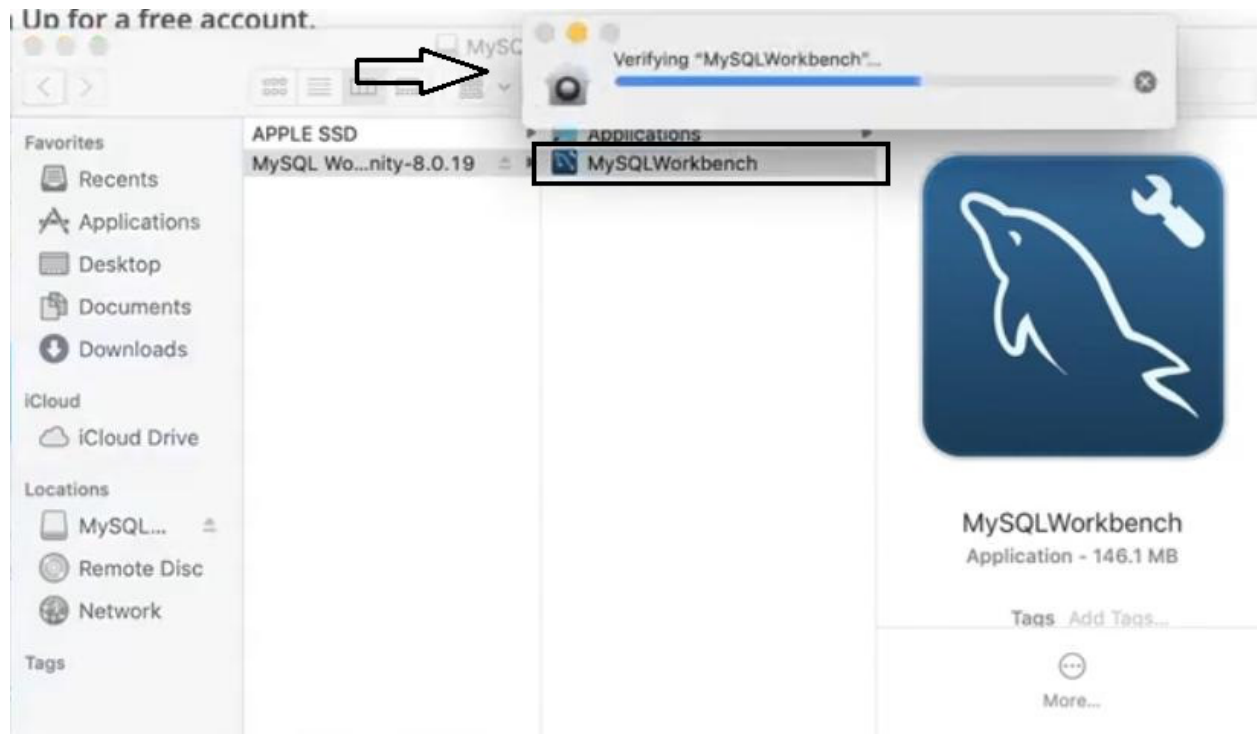 Up for a free account.
MySQ
Verifying "MySQLWorkbench"...
Favorites
Recents
Applications
Desktop
Documents
Downloads
iCloud
iCloud Drive
Locations
MySQL...
Remote Disc
Network
Tags
APPLE SSD
MySQL Wo...nity-8.0.19
Applications
MySQLWorkbench
MySQLWorkbench
Application - 146.1 MB
Tags Add Tags...
More...